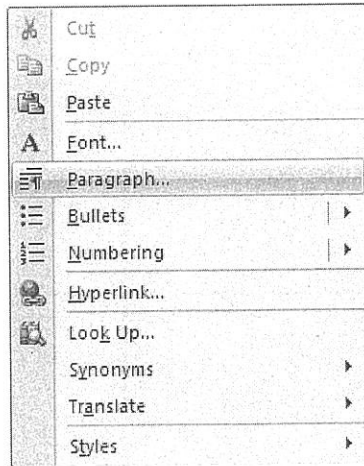 Cut
Copy
Paste
Font...
Paragraph...
Bullets
Numbering
Hyperlink...
Look Up...
Synonyms
Translate
Styles